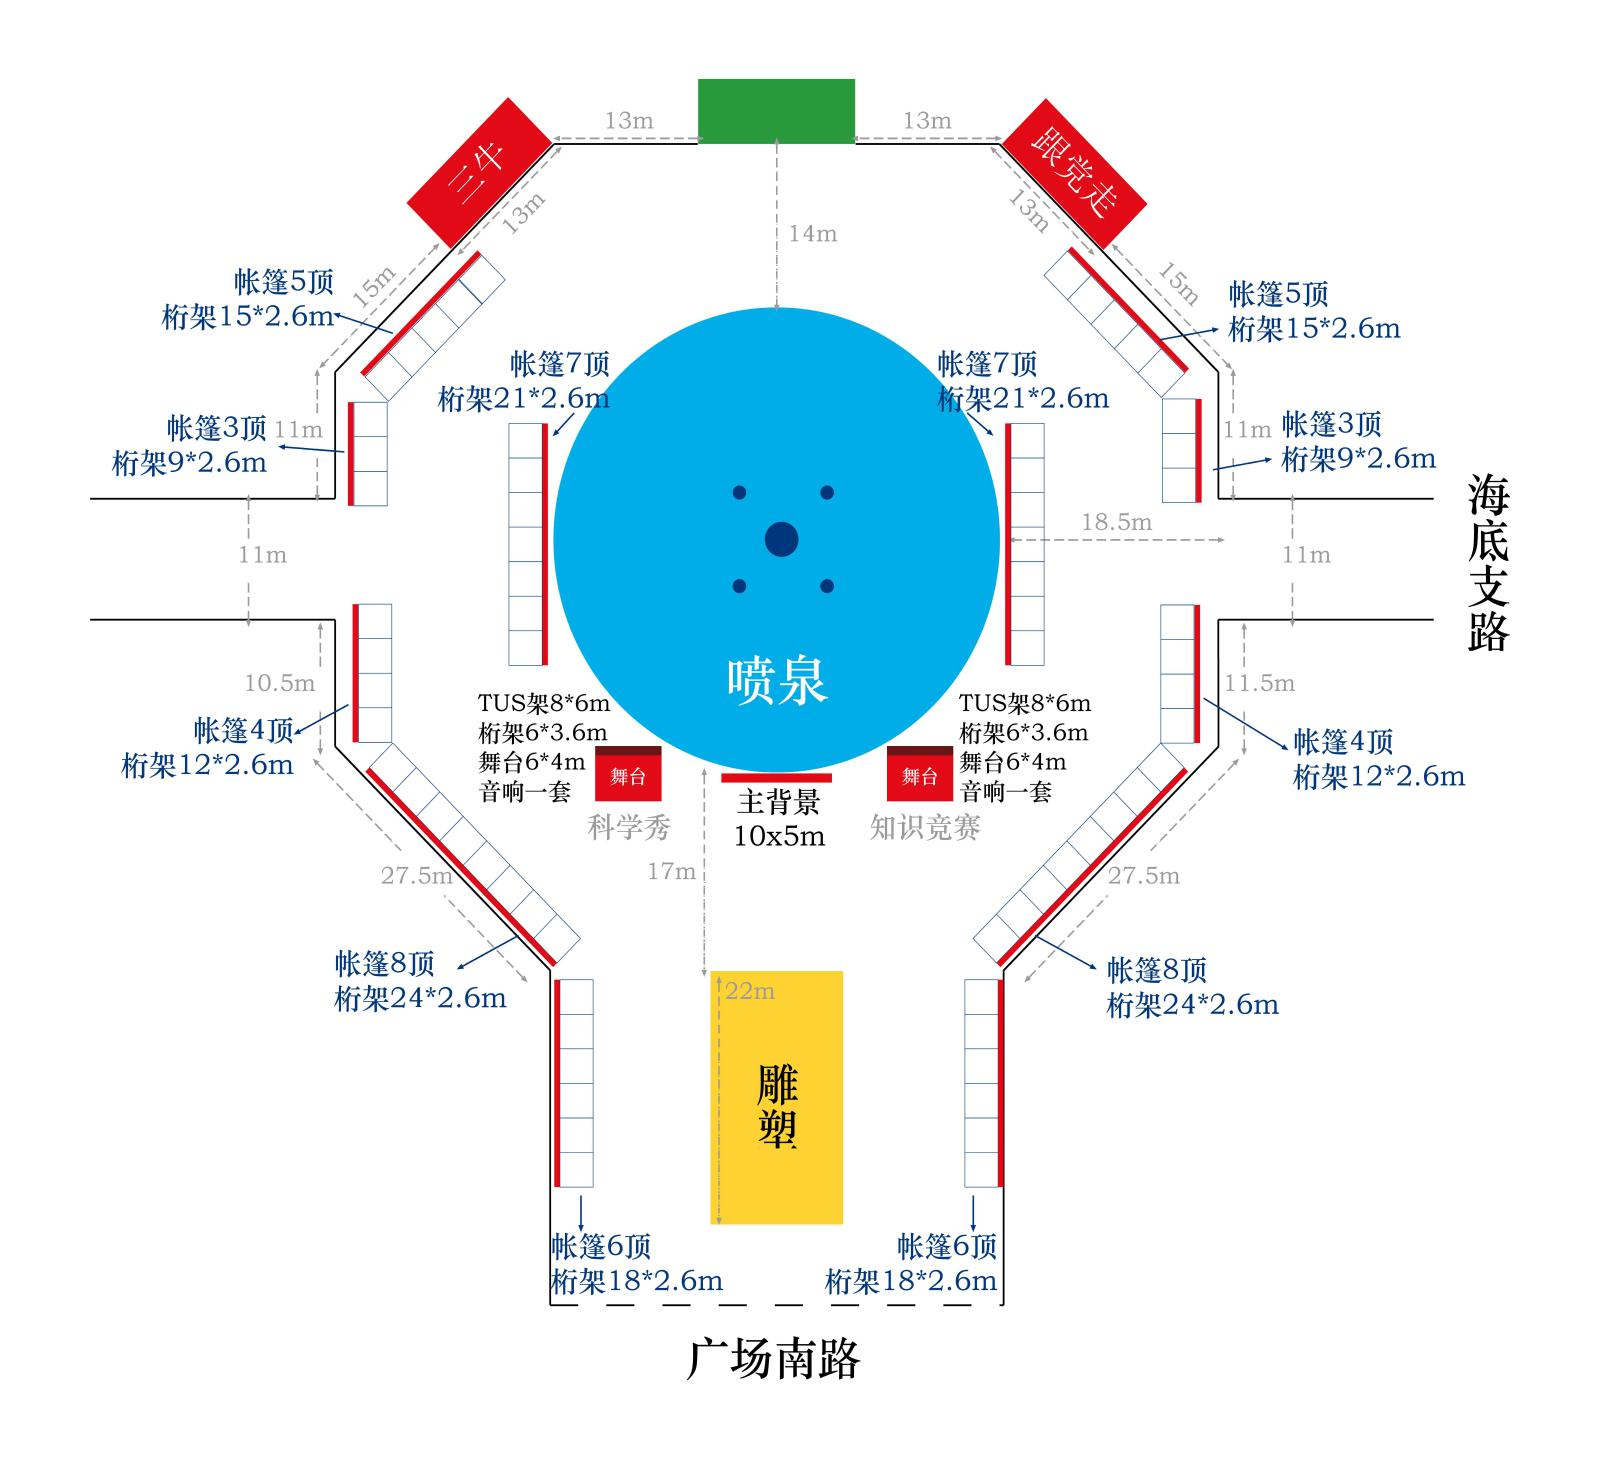 13m
13m
三牛
跟党走
13m
13m
14m
15m
15m
帐篷5顶
桁架15*2.6m
帐篷5顶
桁架15*2.6m
帐篷7顶
桁架21*2.6m
帐篷7顶
桁架21*2.6m
帐篷3顶
桁架9*2.6m
11m
11m
帐篷3顶
桁架9*2.6m
海底支路
18.5m
11m
11m
喷泉
10.5m
11.5m
帐篷4顶
桁架12*2.6m
TUS架8*6m
桁架6*3.6m
舞台6*4m
音响一套
舞台
科学秀
主背景
10x5m
舞台
知识竞赛
TUS架8*6m
桁架6*3.6m
舞台6*4m
音响一套
帐篷4顶
桁架12*2.6m
27.5m
17m
27.5m
帐篷8顶
桁架24*2.6m
帐篷8顶
桁架24*2.6m
22m
雕塑
帐篷6顶
桁架18*2.6m
帐篷6顶
桁架18*2.6m
广场南路